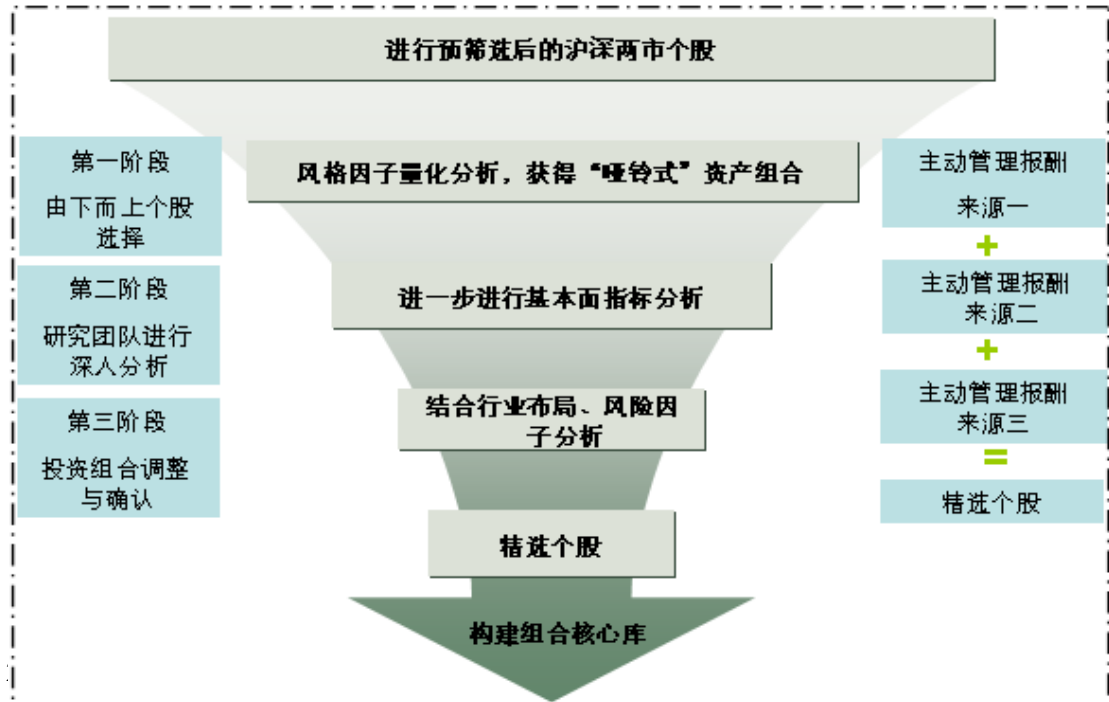 进行预筛选后的沪深两市个股
第一阶段
由下而上个股
选择
风格因子量化分析，获得“哑铃式”资产组合
主动管理报酬
来源一
+
第二阶段
研究团队进行
深入分析
进一步进行基本面指标分析
主动管理报酬
来源二
+
第三阶段
投资组合调整
与确认
结合行业布局、风险因
子分析
主动管理报酬
来源三
=
精选个股
精选个股
构建组合核心库